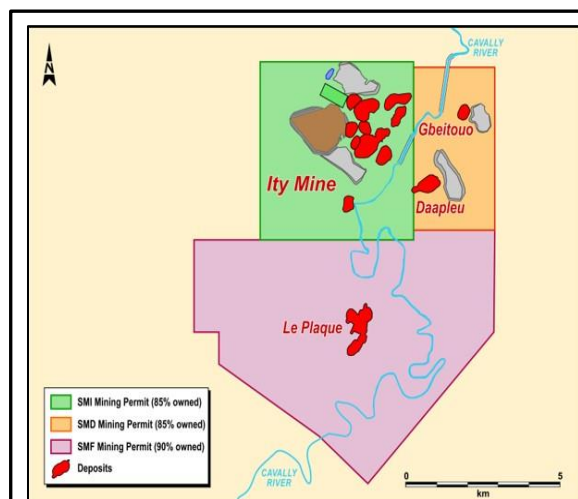 CAVALLY
RIVER
N
Gbeitouo
Ity Mine
Daapleu
Le Plaque
SMI Mining Permit (85% owned)
SMD Mining Permit (85% owned)
SMF Mining Permit (90% owned)
Deposits
CAVALLY
RIVER
0 5
km